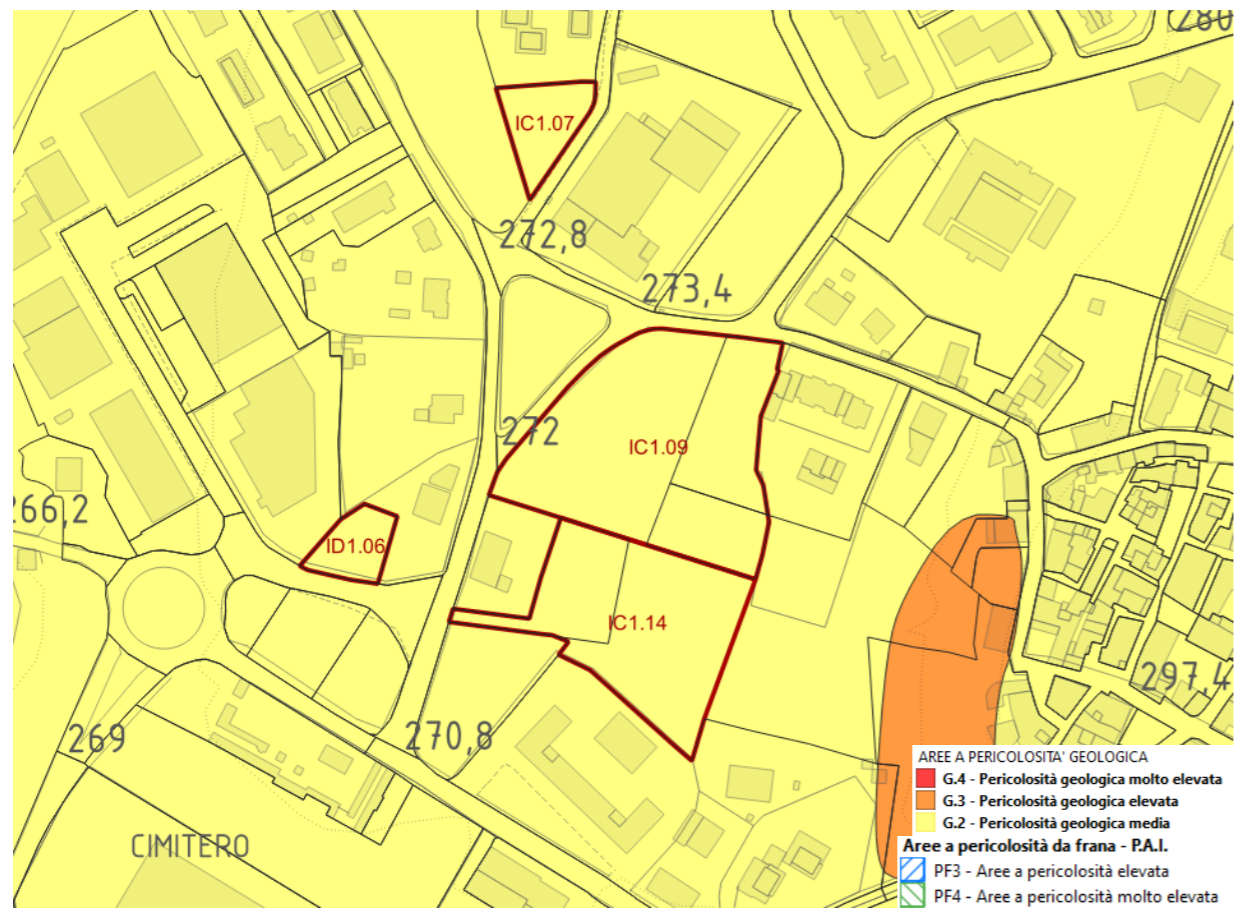 280
IC1.07
272,8
273,4
272
IC1.09
266,2
ID1.06
IC1.14
297,4
269
270,8
CIMITERO
AREE A PERICOLOSITA' GEOLOGICA
G.4 - Pericolosità geologica molto elevata
G.3 - Pericolosità geologica elevata
G.2 - Pericolosità geologica media
Aree a pericolosità da frana - P.A.I.
PF3 - Aree a pericolosità elevata
PF4 - Aree a pericolosità molto elevata